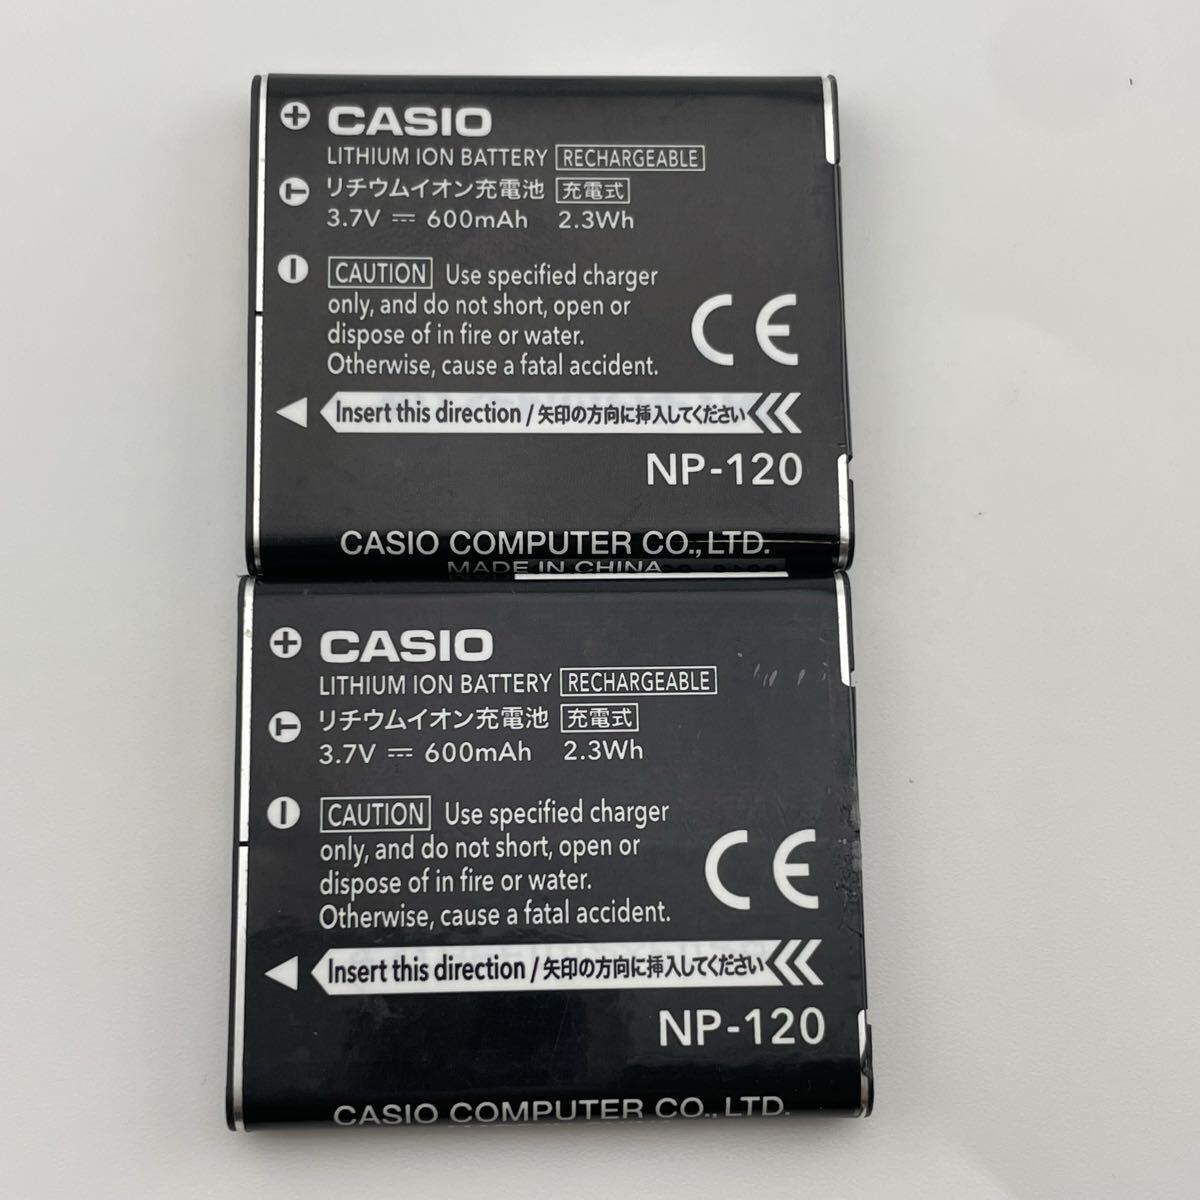 ⊕ CASIO
LITHIUM ION BATTERY RECHARGEABLE
Ⓣ リチウムイオン充電池 充電式
3.7V ⎓ 600mAh 2.3Wh
⊖ CAUTION Use specified charger
only, and do not short, open or
dispose of in fire or water.
Otherwise, cause a fatal accident.
CE
Insert this direction / 矢印の方向に挿入してください
NP-120
CASIO COMPUTER CO., LTD.
MADE IN CHINA
⊕ CASIO
LITHIUM ION BATTERY RECHARGEABLE
Ⓣ リチウムイオン充電池 充電式
3.7V ⎓ 600mAh 2.3Wh
⊖ CAUTION Use specified charger
only, and do not short, open or
dispose of in fire or water.
Otherwise, cause a fatal accident.
CE
Insert this direction / 矢印の方向に挿入してください
NP-120
CASIO COMPUTER CO., LTD.